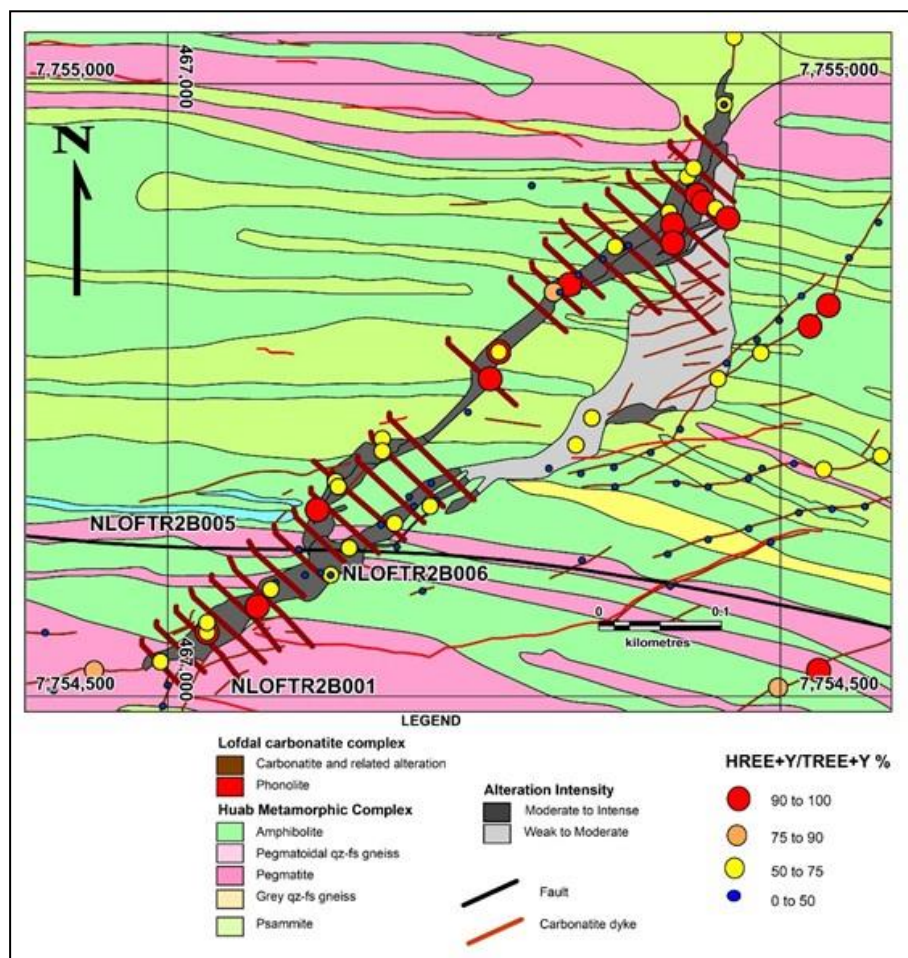 467,000
7,755,000
7,755,000
N
NLOFTR2B005
NLOFTR2B006
0 0.1
kilometres
467,000
7,754,500
NLOFTR2B001
7,754,500
LEGEND
Lofdal carbonatite complex
Carbonatite and related alteration
Phonolite
Huab Metamorphic Complex
Amphibolite
Pegmatoidal qz-fs gneiss
Pegmatite
Grey qz-fs gneiss
Psammite
Alteration Intensity
Moderate to Intense
Weak to Moderate
Fault
Carbonatite dyke
HREE+Y/TREE+Y %
90 to 100
75 to 90
50 to 75
0 to 50